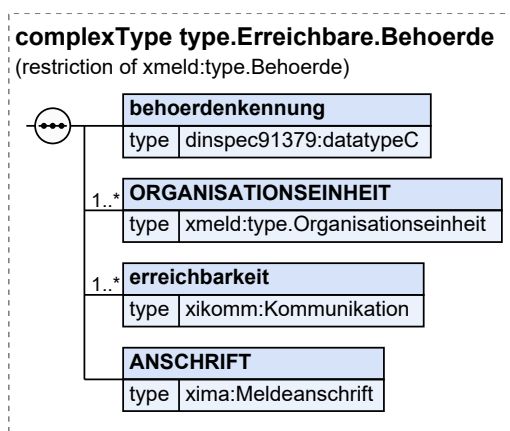 complexType type.Erreichbare.Behoerde
(restriction of xmeld:type.Behoerde)
behoerdenkennung
type dinspec91379:datatypeC
1..* ORGANISATIONSEINHEIT
type xmeld:type.Organisationseinheit
1..* erreichbarkeit
type xikomm:Kommunikation
ANSCHRIFT
type xima:Meldeanschrift